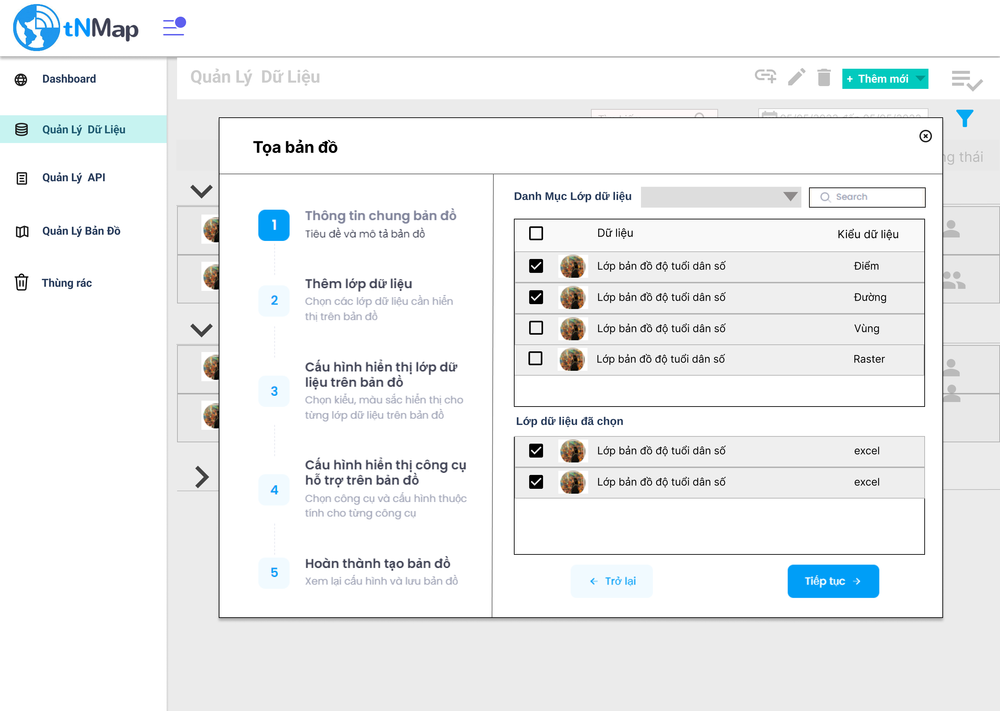 tNMap
Dashboard
Quản Lý Dữ Liệu
Quản Lý API
Quản Lý Bản Đồ
Thùng rác
Quản Lý Dữ Liệu
+ Thêm mới
Tọa bản đồ
1
Thông tin chung bản đồ
Tiêu đề và mô tả bản đồ
2
Thêm lớp dữ liệu
Chọn các lớp dữ liệu cần hiển
thị trên bản đồ
3
Cấu hình hiển thị lớp dữ
liệu trên bản đồ
Chọn kiểu, màu sắc hiển thị cho
từng lớp dữ liệu trên bản đồ
4
Cấu hình hiển thị công cụ
hỗ trợ trên bản đồ
Chọn công cụ và cấu hình thuộc
tính cho từng công cụ
5
Hoàn thành tạo bản đồ
Xem lại cấu hình và lưu bản đồ
Danh Mục Lớp dữ liệu
Search
Dữ liệu Kiểu dữ liệu
Lớp bản đồ độ tuổi dân số Điểm
Lớp bản đồ độ tuổi dân số Đường
Lớp bản đồ độ tuổi dân số Vùng
Lớp bản đồ độ tuổi dân số Raster
Lớp dữ liệu đã chọn
Lớp bản đồ độ tuổi dân số excel
Lớp bản đồ độ tuổi dân số excel
← Trở lại
Tiếp tục →
thái